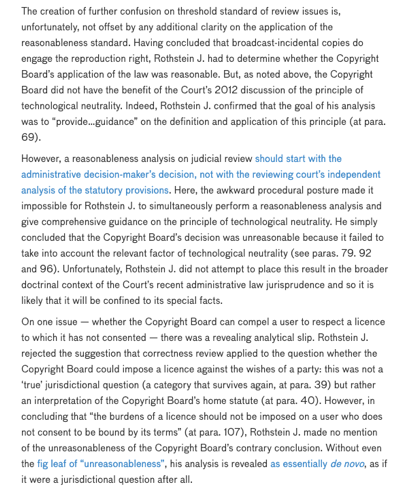 The creation of further confusion on threshold standard of review issues is,
unfortunately, not offset by any additional clarity on the application of the
reasonableness standard. Having concluded that broadcast-incidental copies do
engage the reproduction right, Rothstein J. had to determine whether the Copyright
Board’s application of the law was reasonable. But, as noted above, the Copyright
Board did not have the benefit of the Court’s 2012 discussion of the principle of
technological neutrality. Indeed, Rothstein J. confirmed that the goal of his analysis
was to “provide…guidance” on the definition and application of this principle (at para.
69).
However, a reasonableness analysis on judicial review should start with the
administrative decision-maker’s decision, not with the reviewing court’s independent
analysis of the statutory provisions. Here, the awkward procedural posture made it
impossible for Rothstein J. to simultaneously perform a reasonableness analysis and
give comprehensive guidance on the principle of technological neutrality. He simply
concluded that the Copyright Board’s decision was unreasonable because it failed to
take into account the relevant factor of technological neutrality (see paras. 79. 92
and 96). Unfortunately, Rothstein J. did not attempt to place this result in the broader
doctrinal context of the Court’s recent administrative law jurisprudence and so it is
likely that it will be confined to its special facts.
On one issue — whether the Copyright Board can compel a user to respect a licence
to which it has not consented — there was a revealing analytical slip. Rothstein J.
rejected the suggestion that correctness review applied to the question whether the
Copyright Board could impose a licence against the wishes of a party: this was not a
‘true’ jurisdictional question (a category that survives again, at para. 39) but rather
an interpretation of the Copyright Board’s home statute (at para. 40). However, in
concluding that “the burdens of a licence should not be imposed on a user who does
not consent to be bound by its terms” (at para. 107), Rothstein J. made no mention
of the unreasonableness of the Copyright Board’s contrary conclusion. Without even
the fig leaf of “unreasonableness”, his analysis is revealed as essentially de novo, as if
it were a jurisdictional question after all.